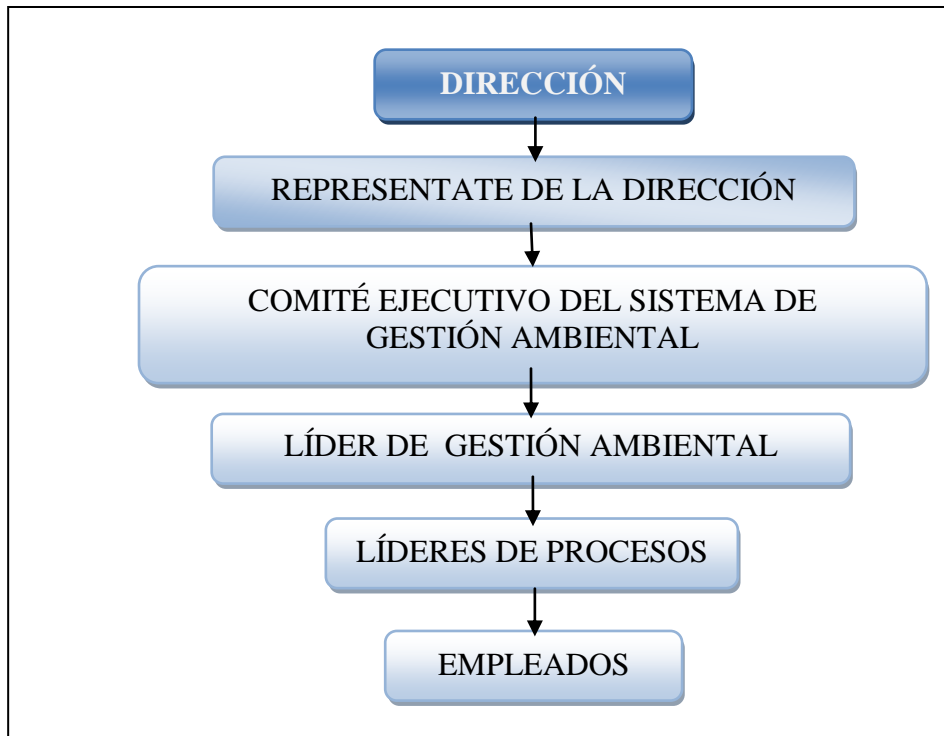 DIRECCIÓN
REPRESENTATE DE LA DIRECCIÓN
COMITÉ EJECUTIVO DEL SISTEMA DE
GESTIÓN AMBIENTAL
LÍDER DE GESTIÓN AMBIENTAL
LÍDERES DE PROCESOS
EMPLEADOS